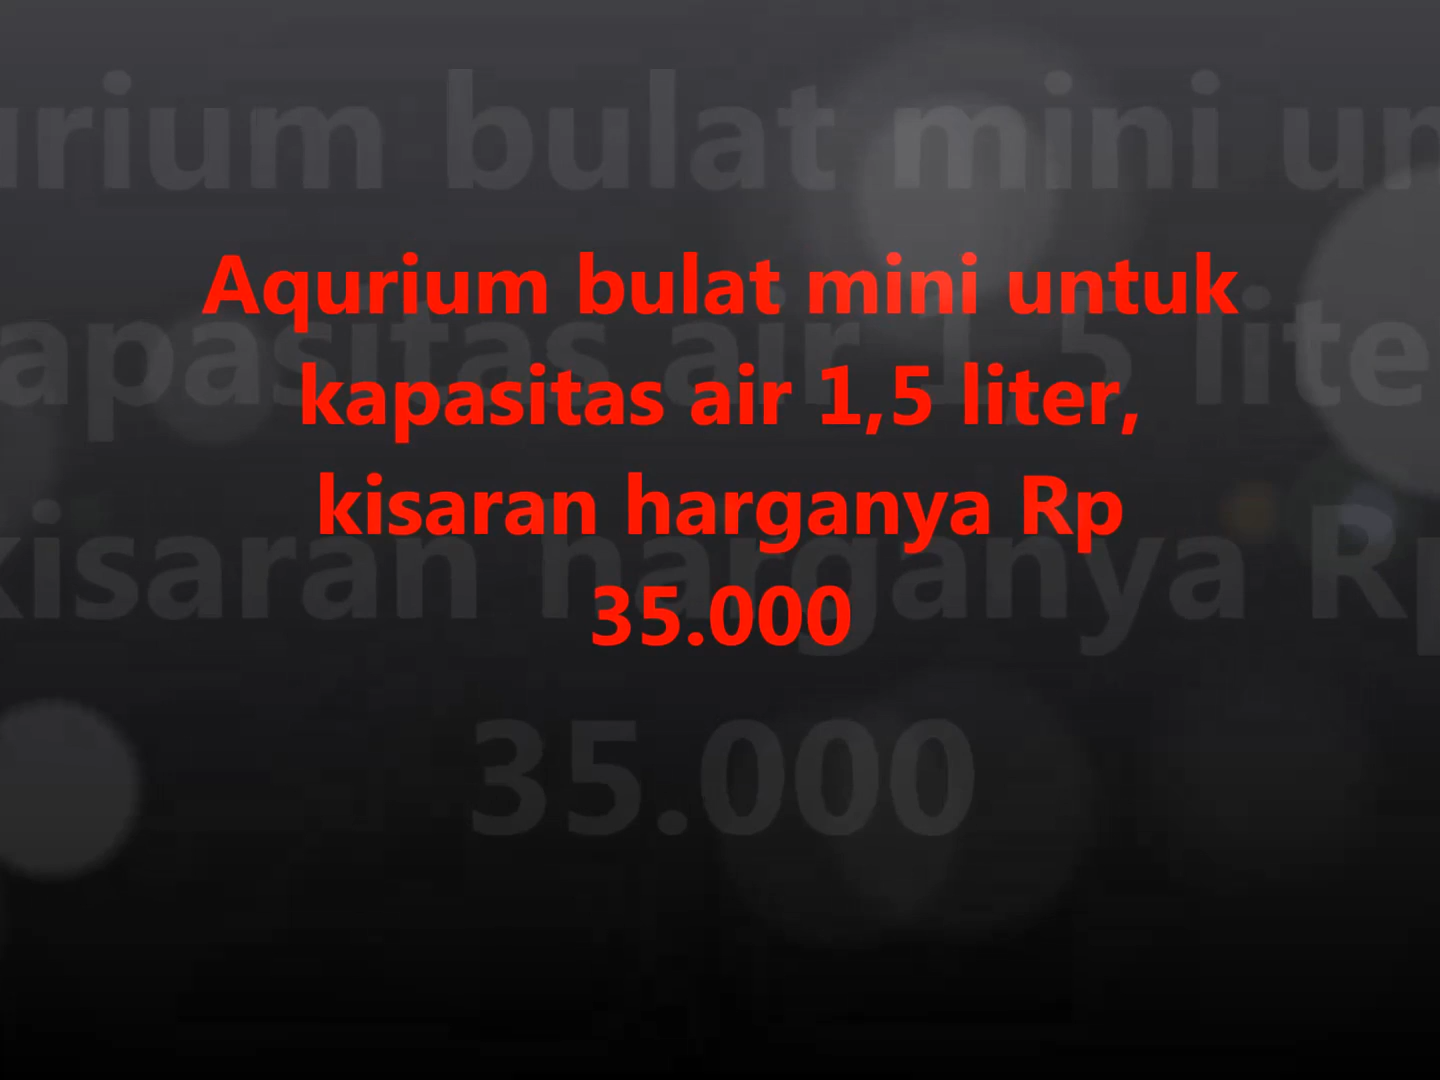 Aqurium bulat mini untuk
kapasitas air 1,5 liter,
kisaran harganya Rp
35.000